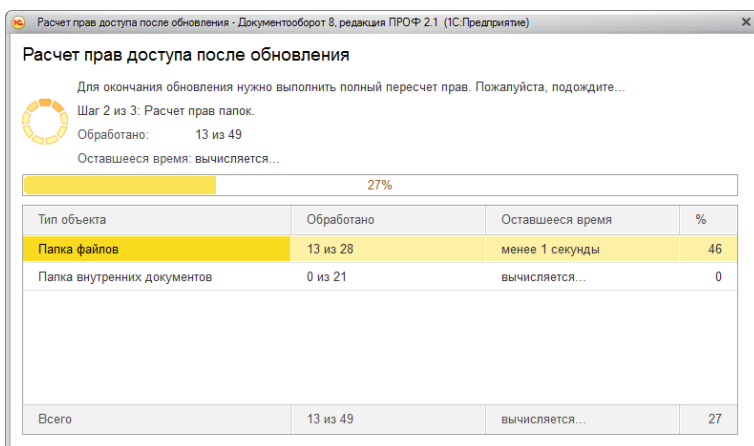 1С Расчет прав доступа после обновления - Документооборот 8, редакция ПРОФ 2.1 (1С:Предприятие)
Расчет прав доступа после обновления
Для окончания обновления нужно выполнить полный пересчет прав. Пожалуйста, подождите...
Шаг 2 из 3: Расчет прав папок.
Обработано: 13 из 49
Оставшееся время: вычисляется...
27%
Тип объекта Обработано Оставшееся время %
Папка файлов 13 из 28 менее 1 секунды 46
Папка внутренних документов 0 из 21 вычисляется... 0
Всего 13 из 49 вычисляется... 27